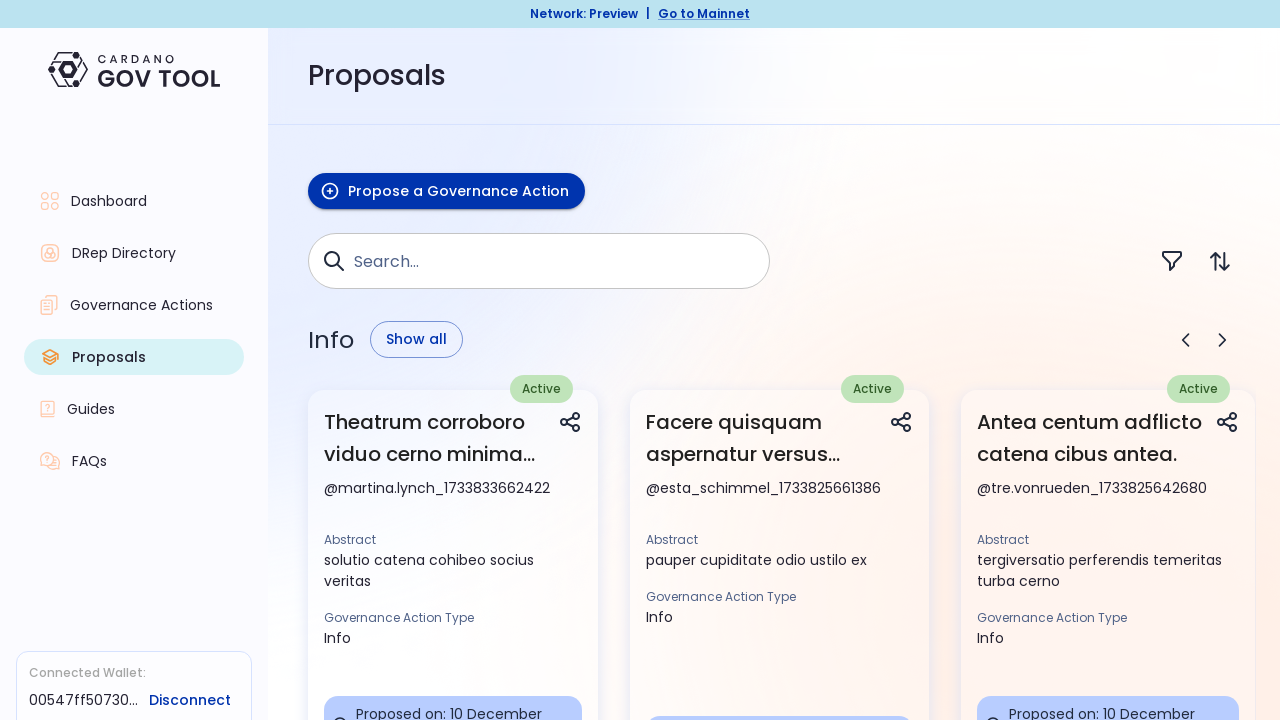 Network: Preview | Go to Mainnet
CARDANO
GOV TOOL
Proposals
Dashboard
DRep Directory
Governance Actions
Proposals
Guides
FAQs
Connected Wallet:
00547ff50730... Disconnect
Propose a Governance Action
Search...
Info Show all
Active
Theatrum corroboro
viduo cerno minima...
@martina.lynch_1733833662422
Abstract
solutio catena cohibeo socius
veritas
Governance Action Type
Info
Proposed on: 10 December
Active
Facere quisquam
aspernatur versus...
@esta_schimmel_1733825661386
Abstract
pauper cupiditate odio ustilo ex
Governance Action Type
Info
Active
Antea centum adflicto
catena cibus antea.
@tre.vonrueden_1733825642680
Abstract
tergiversatio perferendis temeritas
turba cerno
Governance Action Type
Info
Proposed on: 10 December